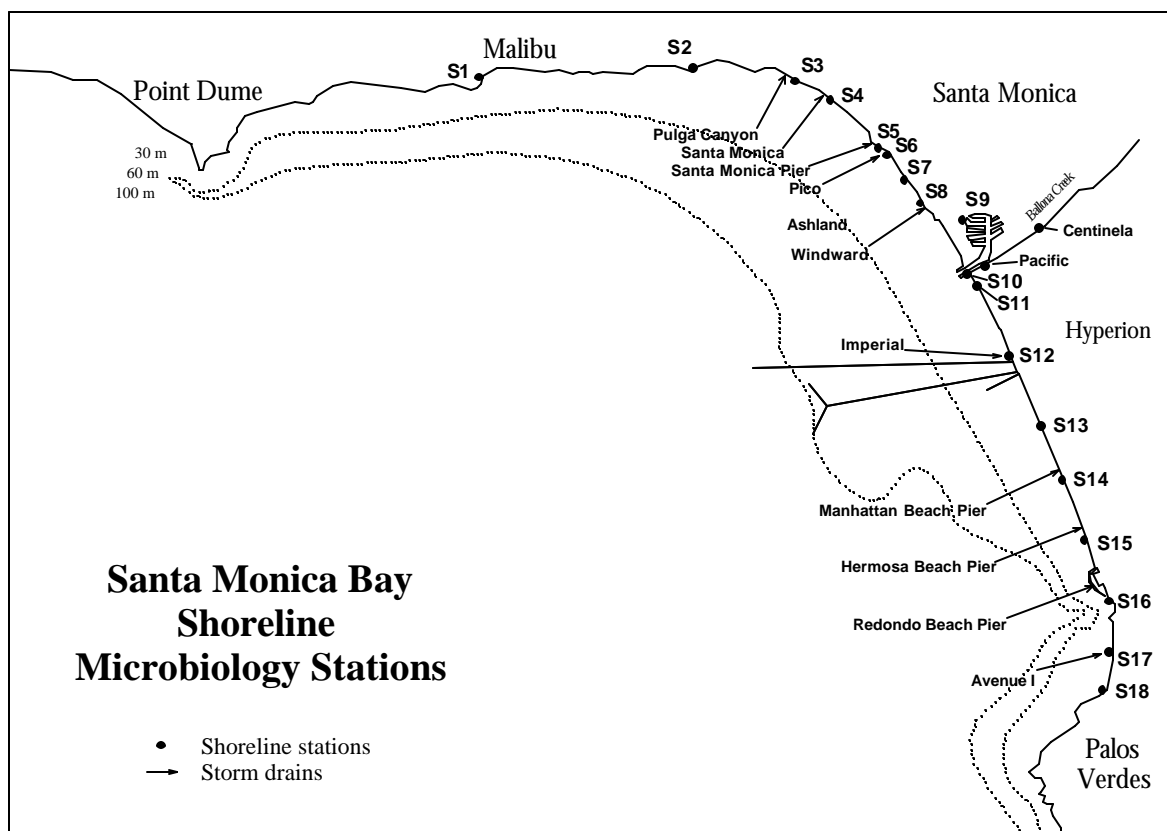 Malibu
Point Dume
S1
S2
S3
S4
Santa Monica
30 m
60 m
100 m
Pulga Canyon
Santa Monica
Santa Monica Pier
Pico
S5
S6
S7
S8
S9
Ashland
Windward
Ballona Creek
Centinela
Pacific
S10
S11
Hyperion
Imperial
S12
S13
S14
Manhattan Beach Pier
S15
Hermosa Beach Pier
S16
Redondo Beach Pier
S17
Avenue I
S18
Palos
Verdes
Santa Monica Bay
Shoreline
Microbiology Stations
Shoreline stations
Storm drains